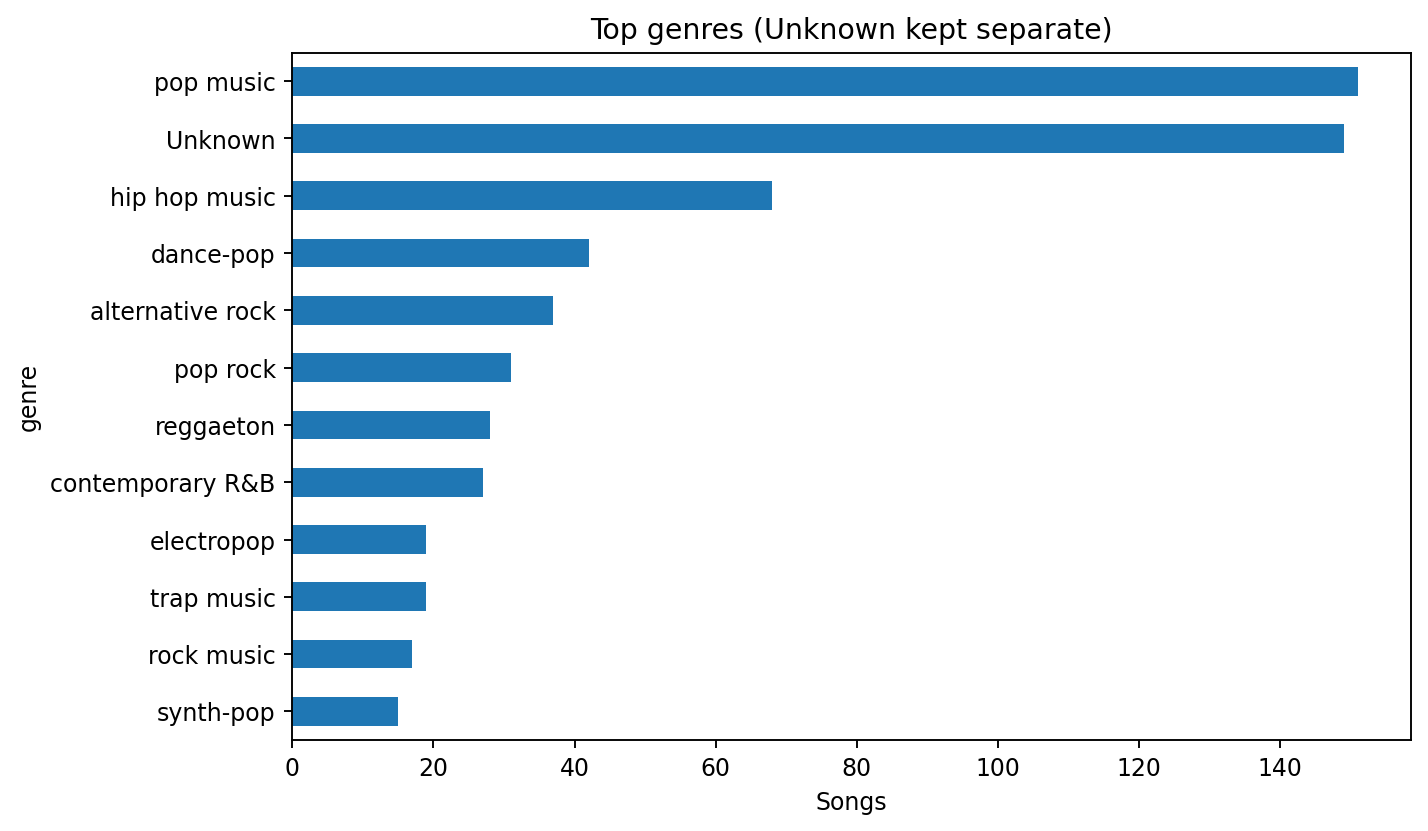 Top genres (Unknown kept separate)
pop music
Unknown
hip hop music
dance-pop
alternative rock
pop rock
reggaeton
contemporary R&B
electropop
trap music
rock music
synth-pop
genre
0 20 40 60 80 100 120 140
Songs